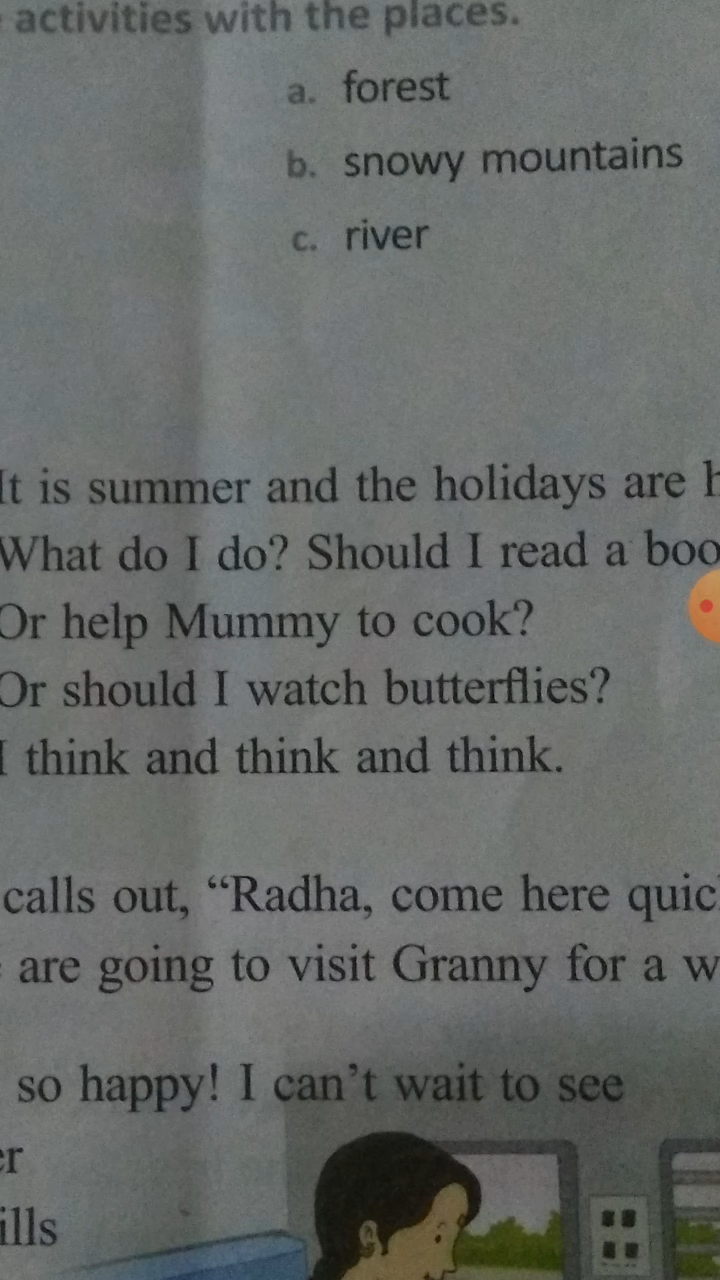 activities with the places.
a. forest
b. snowy mountains
c. river
It is summer and the holidays are
What do I do? Should I read a
Or help Mummy to cook?
Or should I watch butterflies?
I think and think and think.
calls out, “Radha, come here
are going to visit Granny for a
so happy! I can’t wait to see